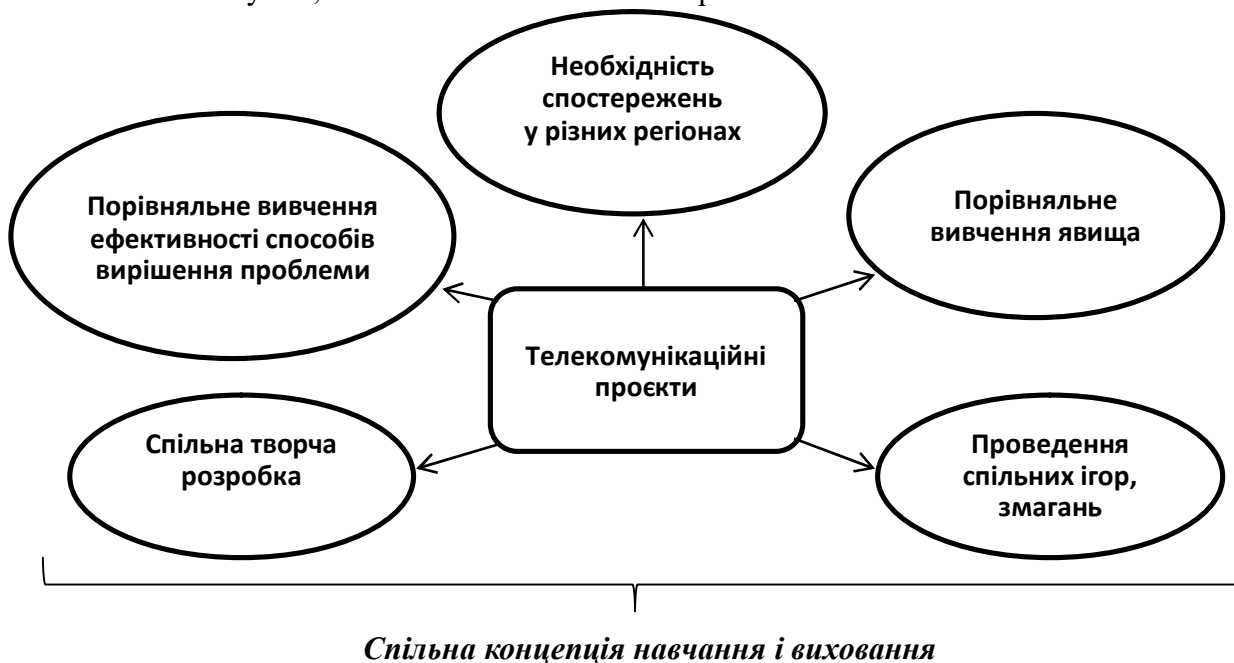 Необхідність
спостережень
у різних регіонах
Порівняльне вивчення
ефективності способів
вирішення проблеми
Порівняльне
вивчення явища
Телекомунікаційні
проєкти
Спільна творча
розробка
Проведення
спільних ігор,
змагань
Спільна концепція навчання і виховання